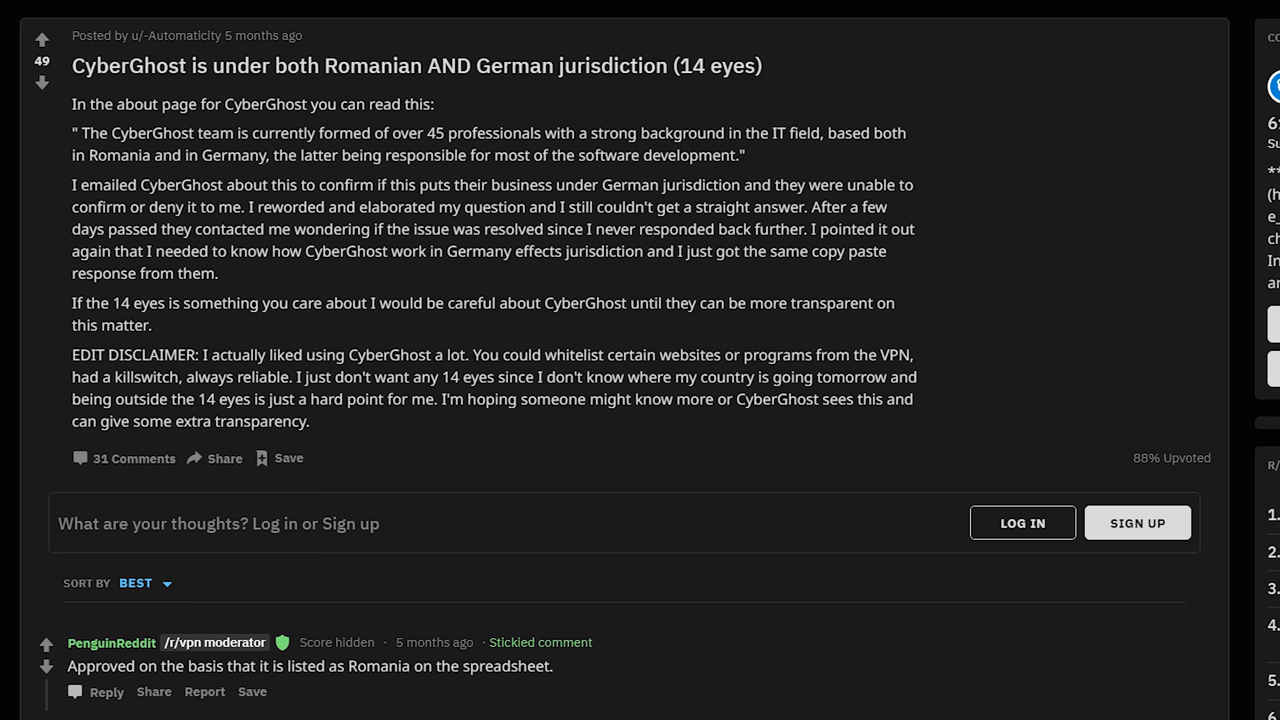 Posted by u/-Automaticity 5 months ago
49
CyberGhost is under both Romanian AND German jurisdiction (14 eyes)
In the about page for CyberGhost you can read this:
" The CyberGhost team is currently formed of over 45 professionals with a strong background in the IT field, based both
in Romania and in Germany, the latter being responsible for most of the software development."
I emailed CyberGhost about this to confirm if this puts their business under German jurisdiction and they were unable to
confirm or deny it to me. I reworded and elaborated my question and I still couldn't get a straight answer. After a few
days passed they contacted me wondering if the issue was resolved since I never responded back further. I pointed it out
again that I needed to know how CyberGhost work in Germany effects jurisdiction and I just got the same copy paste
response from them.
If the 14 eyes is something you care about I would be careful about CyberGhost until they can be more transparent on
this matter.
EDIT DISCLAIMER: I actually liked using CyberGhost a lot. You could whitelist certain websites or programs from the VPN,
had a killswitch, always reliable. I just don't want any 14 eyes since I don't know where my country is going tomorrow and
being outside the 14 eyes is just a hard point for me. I'm hoping someone might know more or CyberGhost sees this and
can give some extra transparency.
31 Comments Share Save 88% Upvoted
What are your thoughts? Log in or Sign up LOG IN SIGN UP
SORT BY BEST
PenguinReddit /r/vpn moderator Score hidden · 5 months ago · Stickied comment
Approved on the basis that it is listed as Romania on the spreadsheet.
Reply Share Report Save
R/
1.
2.
3.
4.
5.